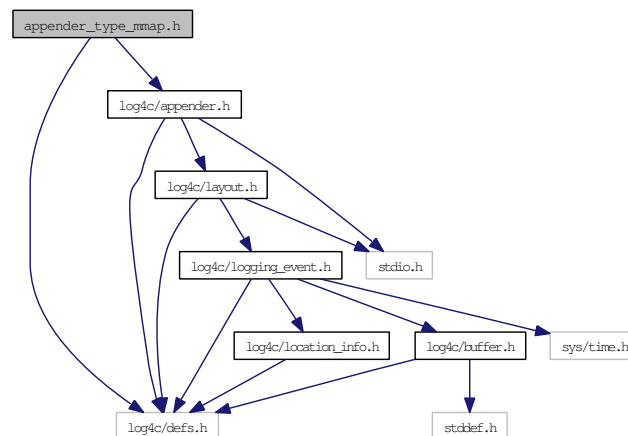 appender_type_mmap.h
log4c/appender.h
log4c/layout.h
log4c/logging_event.h
stdio.h
log4c/location_info.h
log4c/buffer.h
sys/time.h
log4c/defs.h
stddef.h